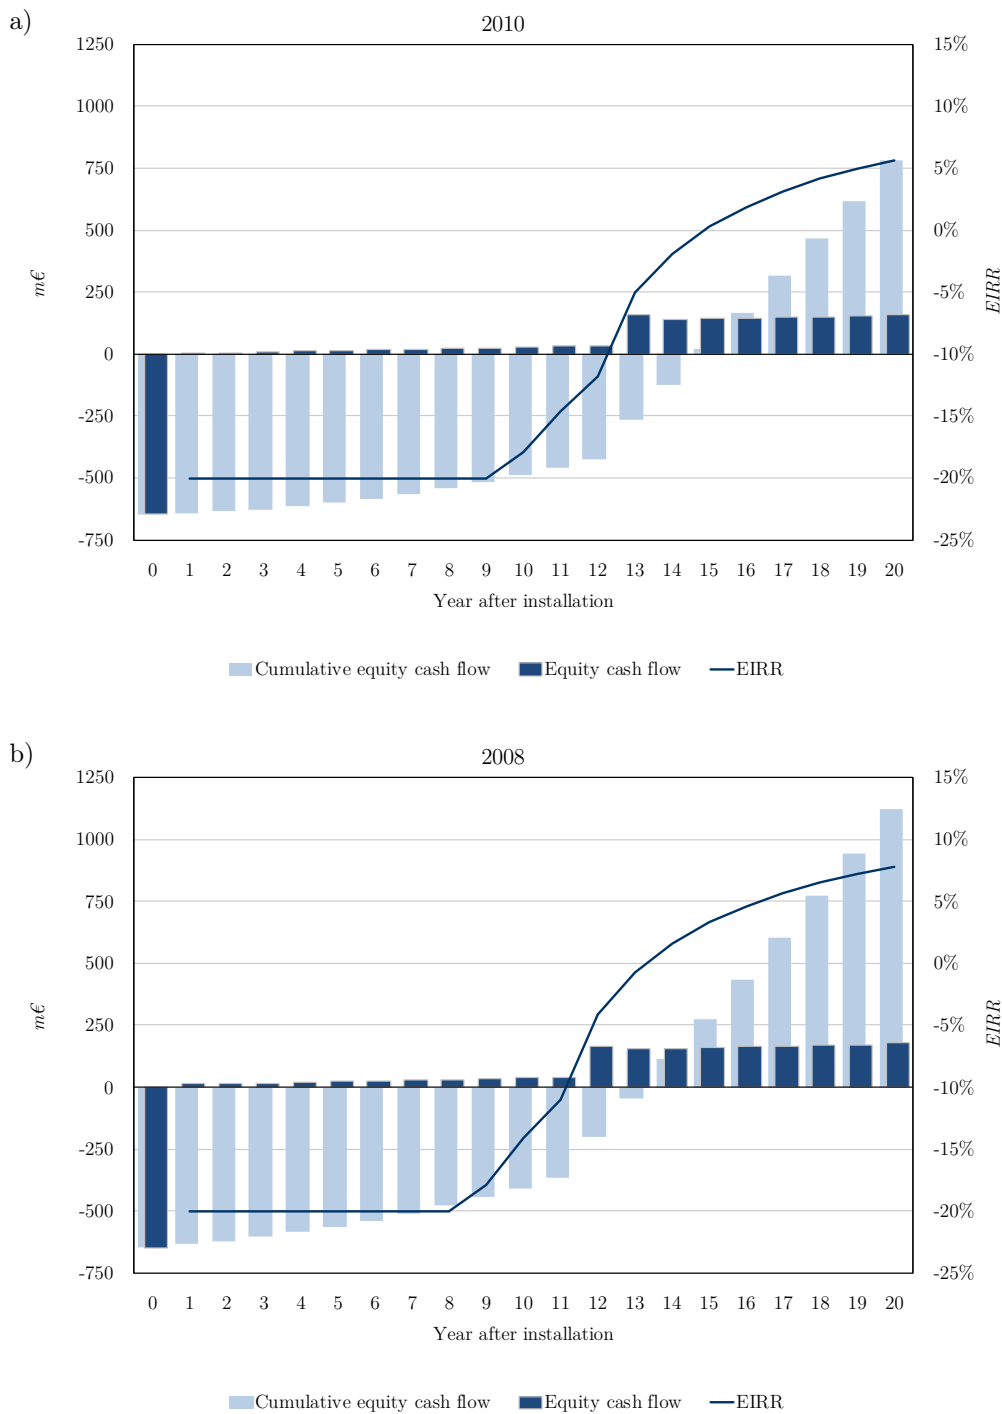 a)
2010
1250 15%
1000 10%
750 5%
500 0%
250 -5%
0 -10%
-250 -15%
-500 -20%
-750 -25%
m€
EIRR
0 1 2 3 4 5 6 7 8 9 10 11 12 13 14 15 16 17 18 19 20
Year after installation
Cumulative equity cash flow Equity cash flow EIRR
b)
2008
1250 15%
1000 10%
750 5%
500 0%
250 -5%
0 -10%
-250 -15%
-500 -20%
-750 -25%
m€
EIRR
0 1 2 3 4 5 6 7 8 9 10 11 12 13 14 15 16 17 18 19 20
Year after installation
Cumulative equity cash flow Equity cash flow EIRR